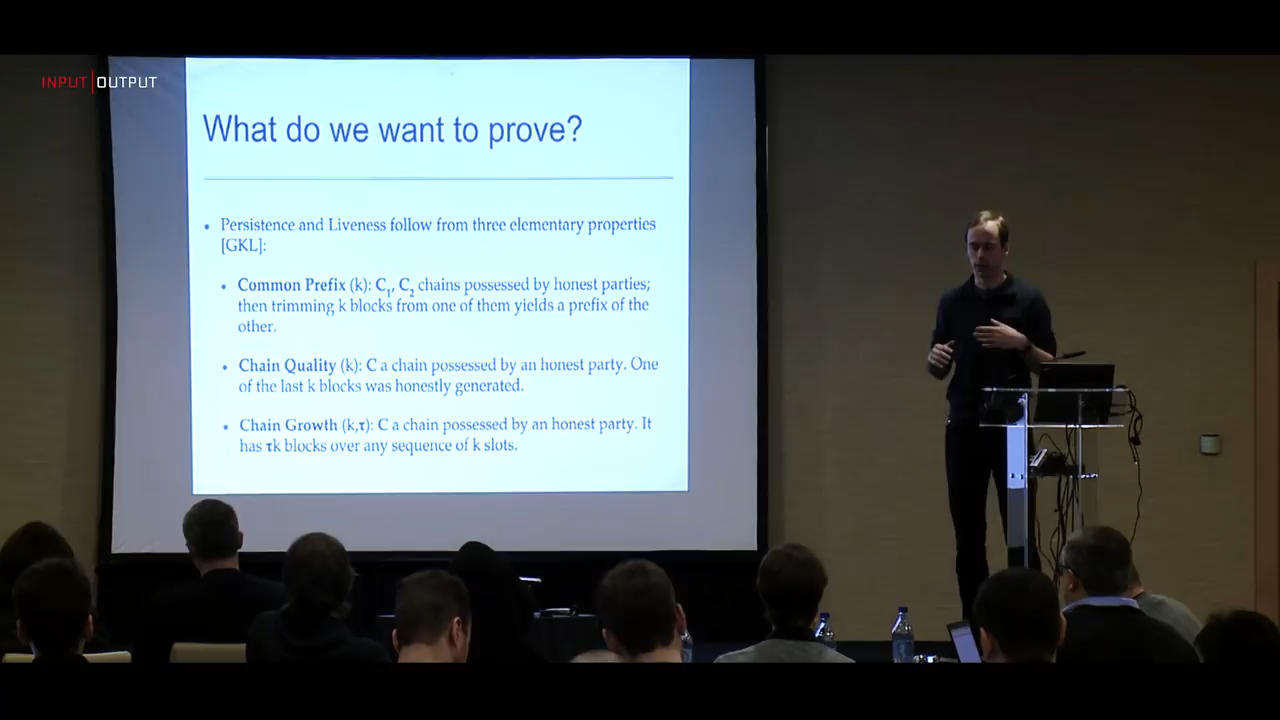 INPUT|OUTPUT
What do we want to prove?
• Persistence and Liveness follow from three elementary properties
[GKL]:
• Common Prefix (k): C₁, C₂ chains possessed by honest parties;
then trimming k blocks from one of them yields a prefix of the
other.
• Chain Quality (k): C a chain possessed by an honest party. One
of the last k blocks was honestly generated.
• Chain Growth (k,τ): C a chain possessed by an honest party. It
has τk blocks over any sequence of k slots.